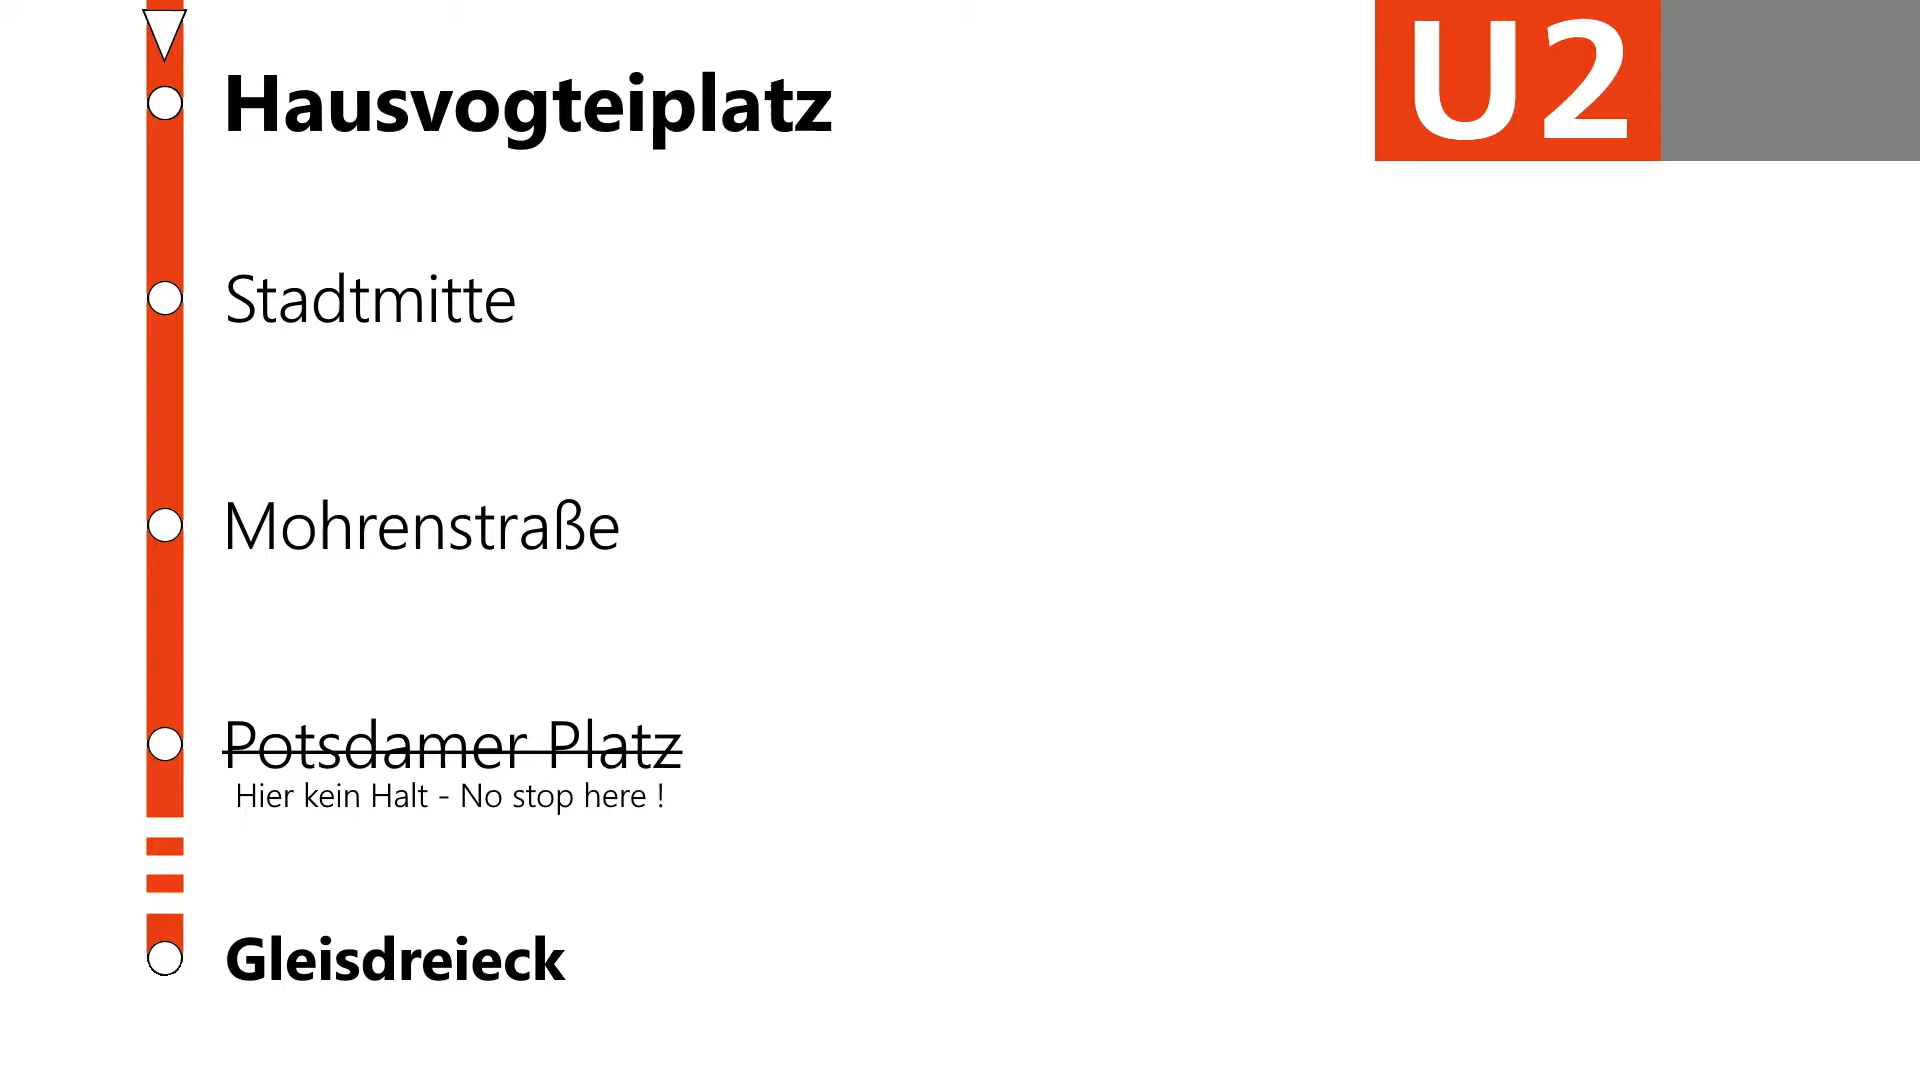 U2
Hausvogteiplatz
Stadtmitte
Mohrenstraße
Potsdamer Platz
Hier kein Halt - No stop here !
Gleisdreieck